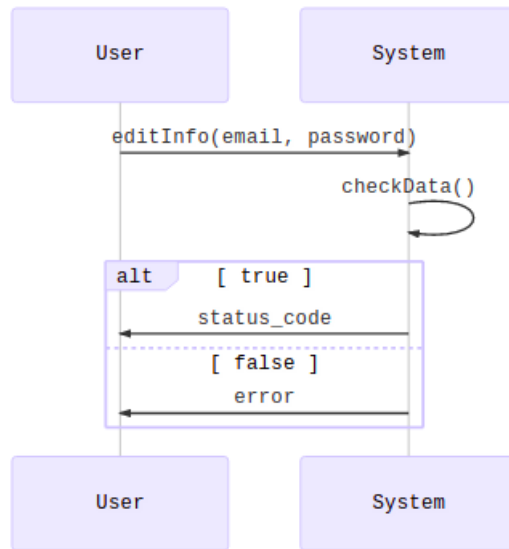 User System
editInfo(email, password)
checkData()
alt [ true ]
status_code
[ false ]
error
User System